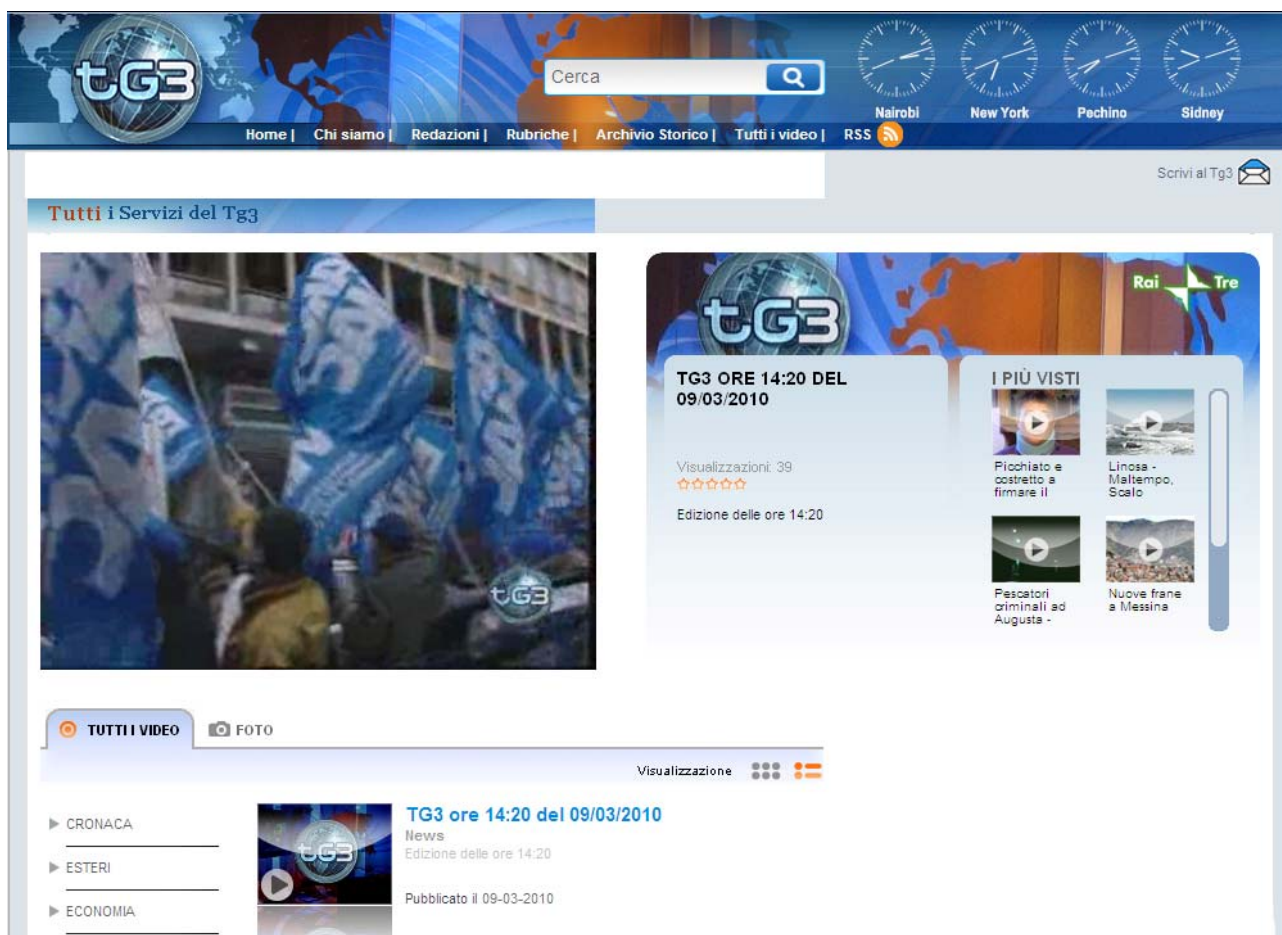 tG3
Cerca
Nairobi
New York
Pechino
Sidney
Home | Chi siamo | Redazioni | Rubriche | Archivio Storico | Tutti i video | RSS
Scrivi al Tg3
Tutti i Servizi del Tg3
tG3
tG3
Rai Tre
TG3 ORE 14:20 DEL
09/03/2010
Visualizzazioni: 39
Edizione delle ore 14:20
I PIÙ VISTI
Picchiato e
costretto a
firmare il
Linosa -
Maltempo,
Scalo
Pescatori
criminali ad
Augusta -
Nuove frane
a Messina
TUTTI I VIDEO
FOTO
Visualizzazione
CRONACA
ESTERI
ECONOMIA
tG3
TG3 ore 14:20 del 09/03/2010
News
Edizione delle ore 14:20
Pubblicato il 09-03-2010